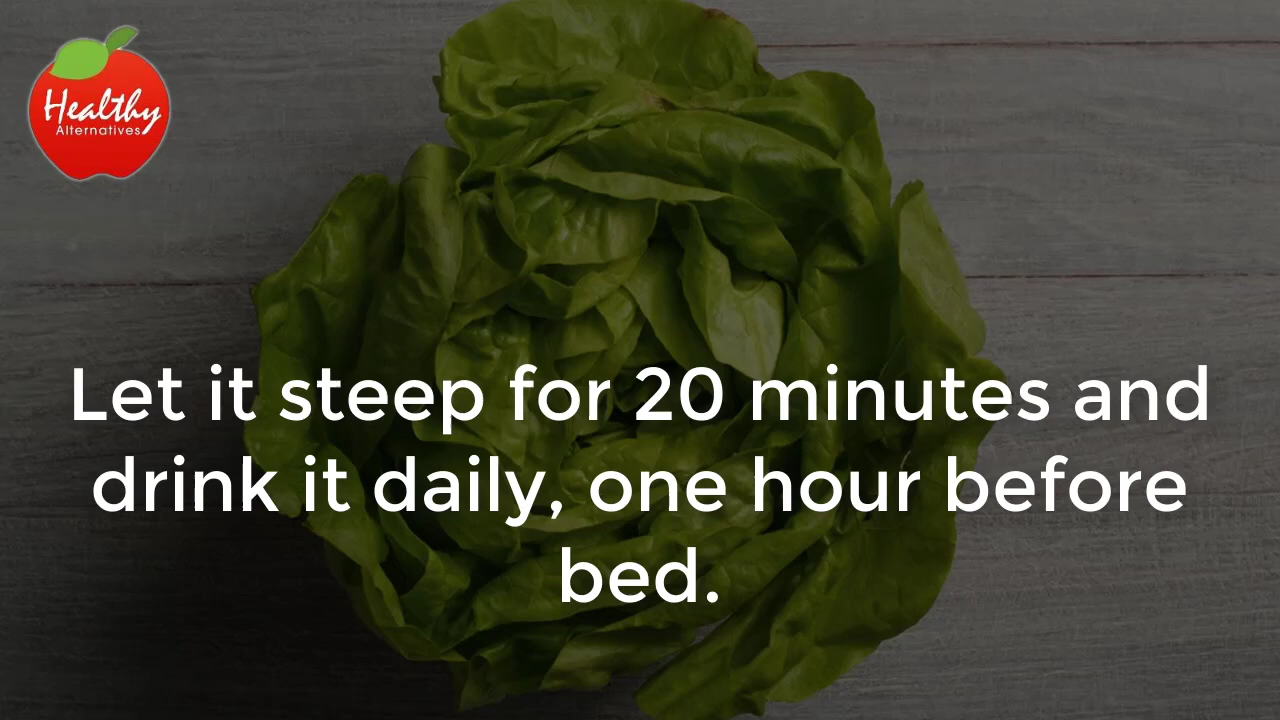 Healthy
Alternatives
Let it steep for 20 minutes and
drink it daily, one hour before
bed.